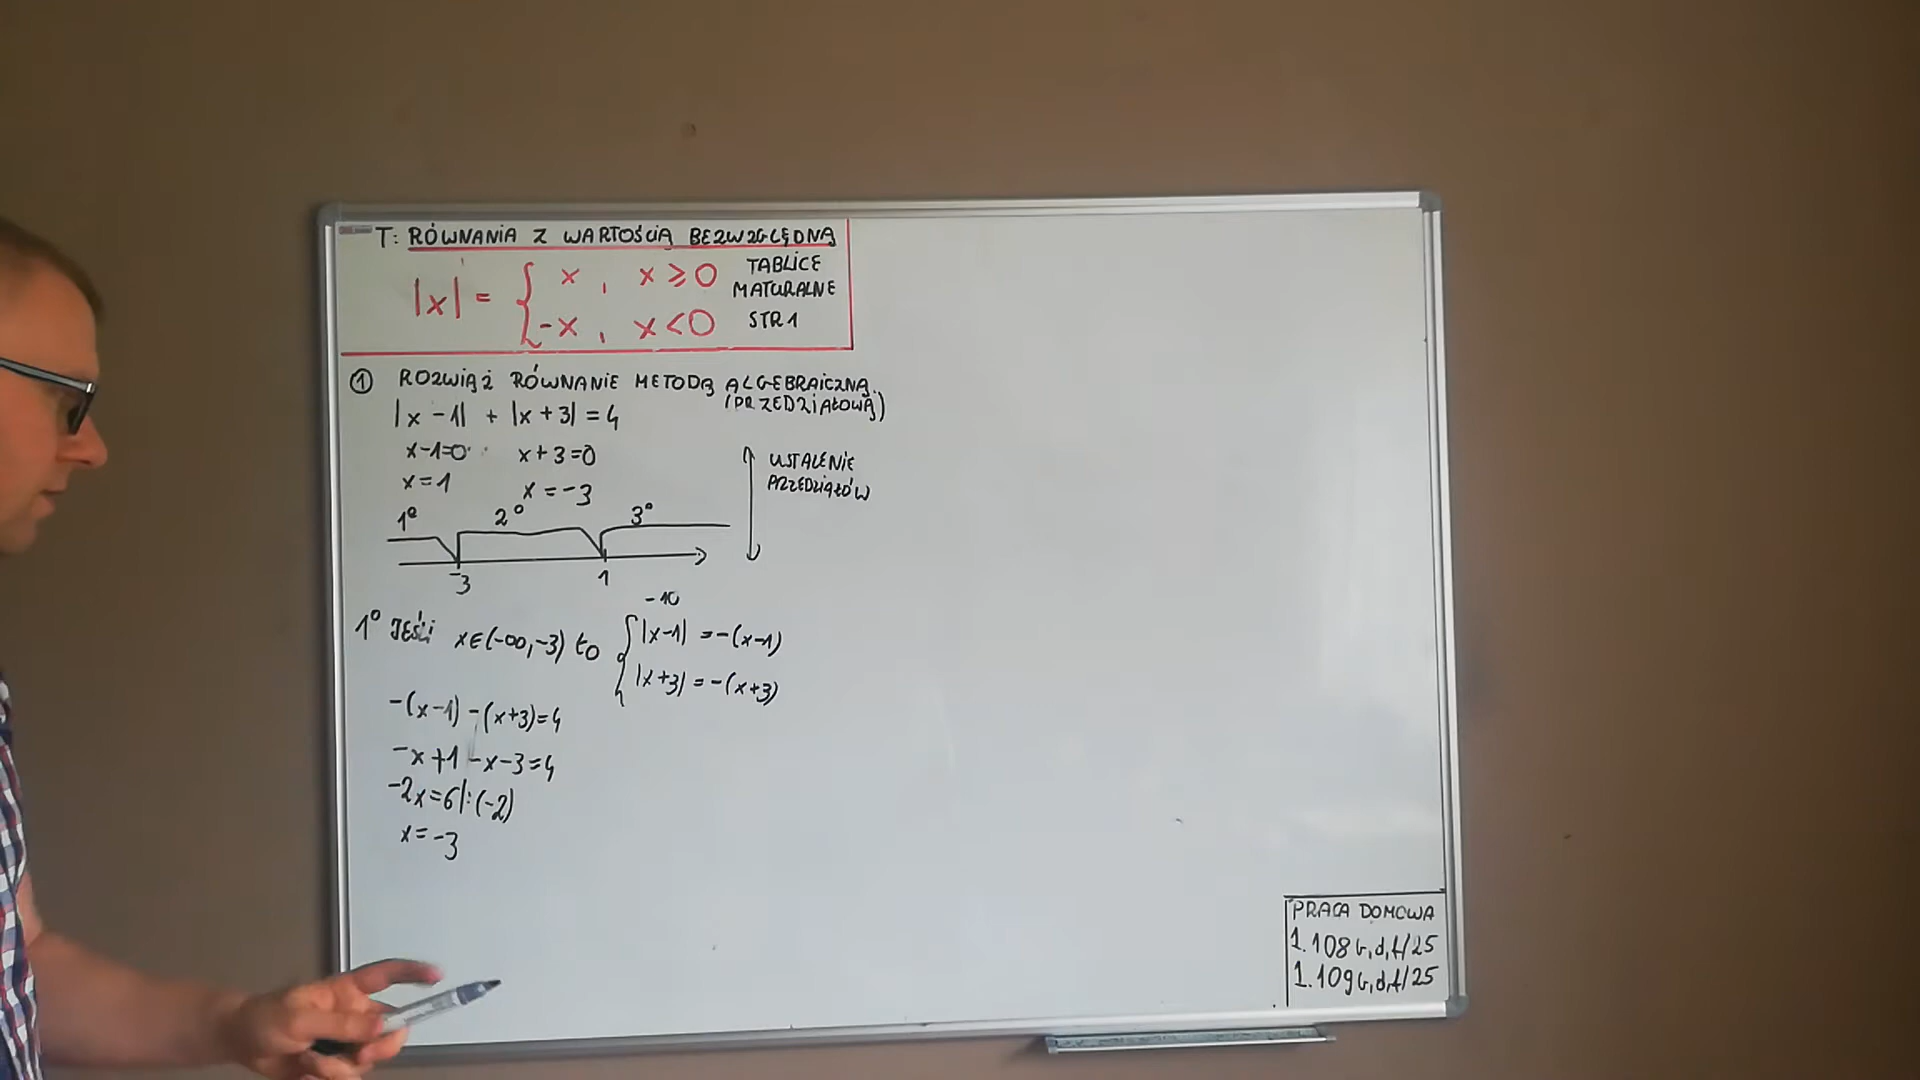 T: RÓWNANIA Z WARTOŚCIĄ BEZWZGLĘDNĄ
|x| = { x , x ≥ 0
-x , x < 0
TABLICE
MATURALNE
STR 1
① ROZWIĄŻ RÓWNANIE METODĄ ALGEBRAICZNĄ.
(PRZEDZIAŁOWĄ)
|x - 1| + |x + 3| = 4
x-1=0 x+3=0
x=1 x=-3
USTALENIE
PRZEDZIAŁÓW
1° 2° 3°
-3 1
-10
1° JEŚLI x∈(-∞,-3) to { |x-1| = -(x-1)
|x+3| = -(x+3)
-(x-1) -(x+3)=4
-x+1 -x-3=4
-2x=6 |:(-2)
x=-3
PRACA DOMOWA
1.108 b,d,f/25
1.109 b,d,f/25